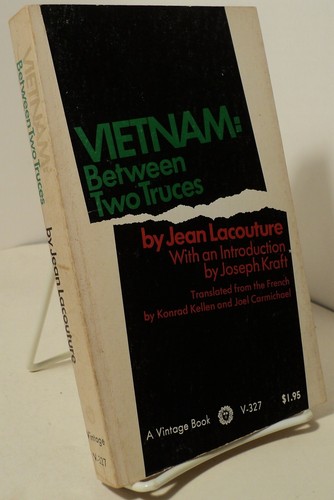 VIETNAM:
Between
Two Truces
by Jean Lacouture
With an Introduction
by Joseph Kraft
Translated from the French
by Konrad Kellen and Joel Carmichael
A Vintage Book V-327 $1.95
VIETNAM:
Between Two Truces
by Jean Lacouture
Vintage
V-327